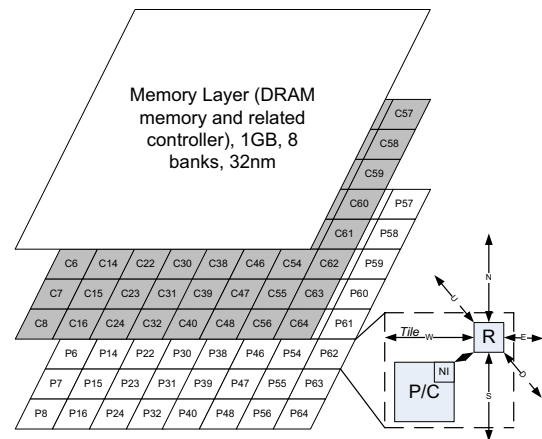 Memory Layer (DRAM
memory and related
controller), 1GB, 8
banks, 32nm
C57
C58
C59
C60
C61
C6 C14 C22 C30 C38 C46 C54 C62
C7 C15 C23 C31 C39 C47 C55 C63
C8 C16 C24 C32 C40 C48 C56 C64
P57
P58
P59
P60
P61
P6 P14 P22 P30 P38 P46 P54 P62
P7 P15 P23 P31 P39 P47 P55 P63
P8 P16 P24 P32 P40 P48 P56 P64
N
U
Tile W
R
E
D
NI
P/C
S